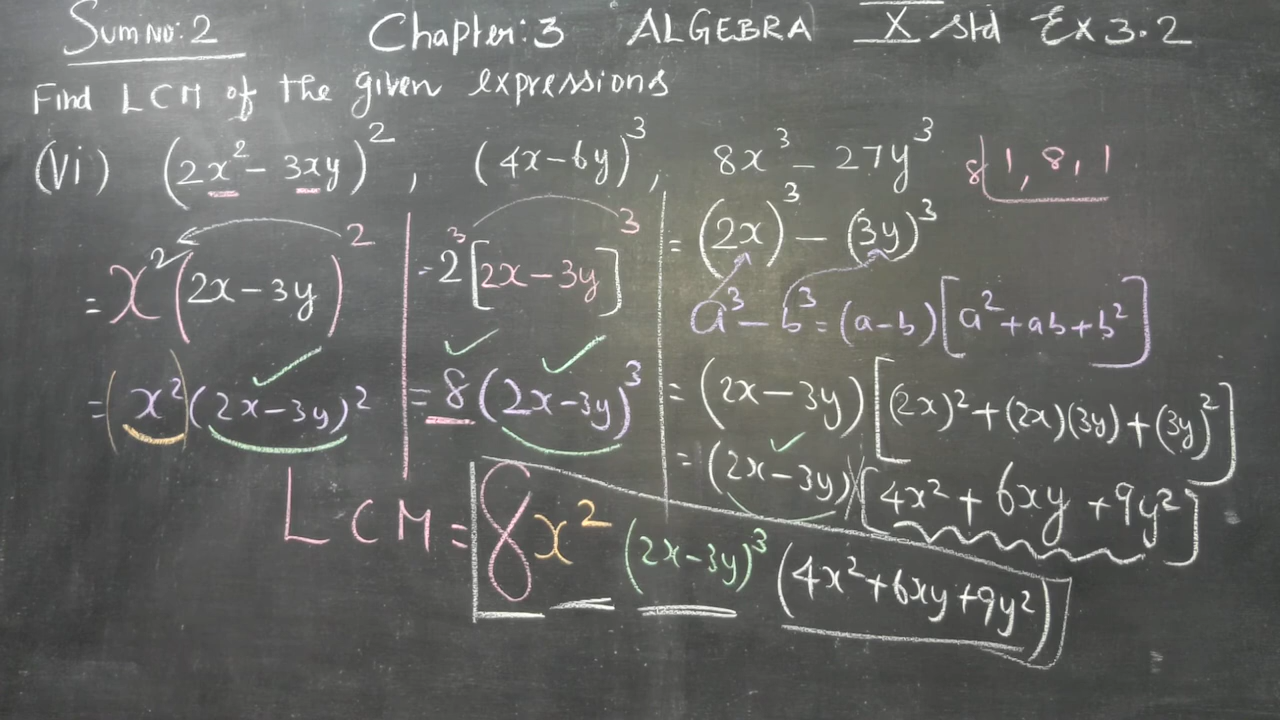 Sum No: 2 Chapter: 3 ALGEBRA X std Ex 3.2
Find LCM of the given expressions
(vi) (2x² - 3xy)², (4x - 6y)³, 8x³ - 27y³ 8|1, 8, 1
= x²(2x - 3y)²
= (x²)(2x - 3y)²
= 2³[2x - 3y]³
= 8(2x - 3y)³
= (2x)³ - (3y)³
a³ - b³ = (a-b)[a² + ab + b²]
= (2x - 3y)[(2x)² + (2x)(3y) + (3y)²]
= (2x - 3y)[4x² + 6xy + 9y²]
LCM = 8x² (2x - 3y)³ (4x² + 6xy + 9y²)